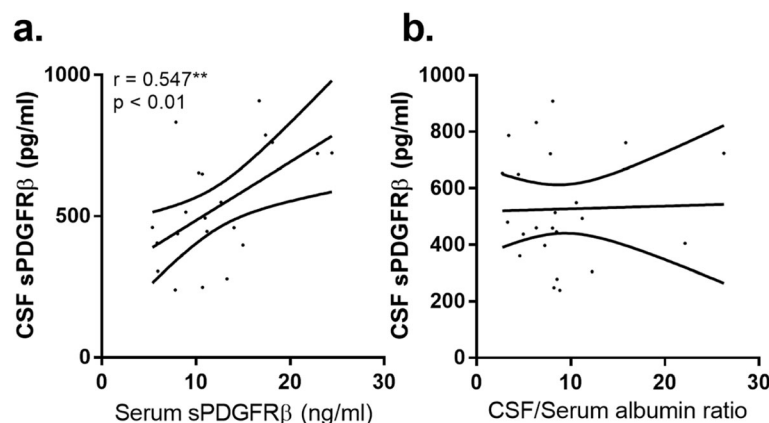 a.
CSF sPDGFRβ (pg/ml)
1000
500
0
r = 0.547**
p < 0.01
0
10
20
30
Serum sPDGFRβ (ng/ml)
b.
CSF sPDGFRβ (pg/ml)
1000
800
600
400
200
0
0
10
20
30
CSF/Serum albumin ratio